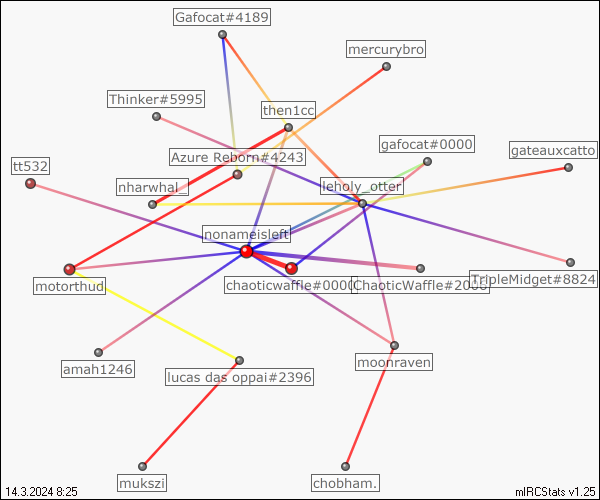 Gafocat#4189
mercurybro
Thinker#5995
then1cc
gafocat#0000
gateauxcatto
Azure Reborn#4243
tt532
nharwhal_
leholy_otter
nonameisleft
motorthud
chaoticwaffle#0000
ChaoticWaffle#2006
TripleMidget#8824
amah1246
lucas das oppai#2396
moonraven
mukszi
chobham.
14.3.2024 8:25
mIRCStats v1.25